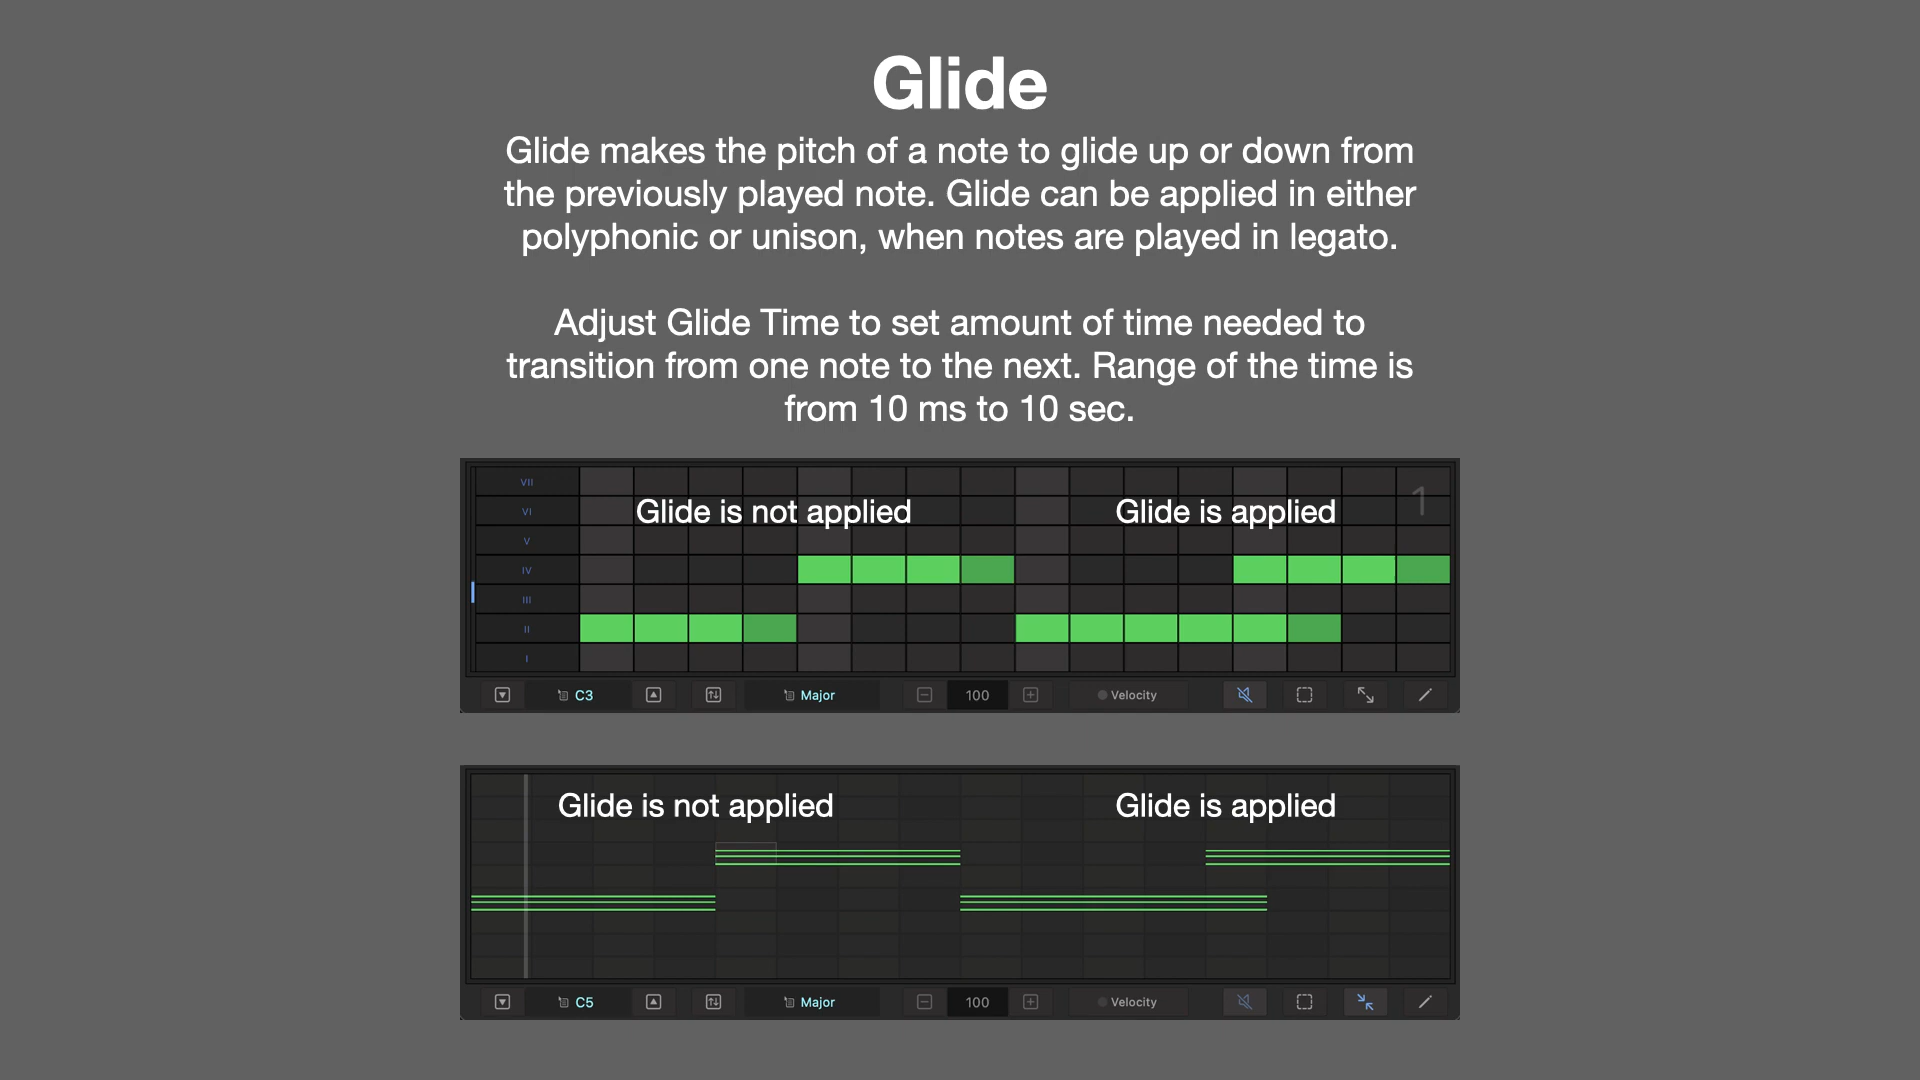 Glide
Glide makes the pitch of a note to glide up or down from
the previously played note. Glide can be applied in either
polyphonic or unison, when notes are played in legato.
Adjust Glide Time to set amount of time needed to
transition from one note to the next. Range of the time is
from 10 ms to 10 sec.
VII
VI
Glide is not applied
Glide is applied
1
V
IV
III
II
I
C3
Major
100
Velocity
Glide is not applied
Glide is applied
C5
Major
100
Velocity